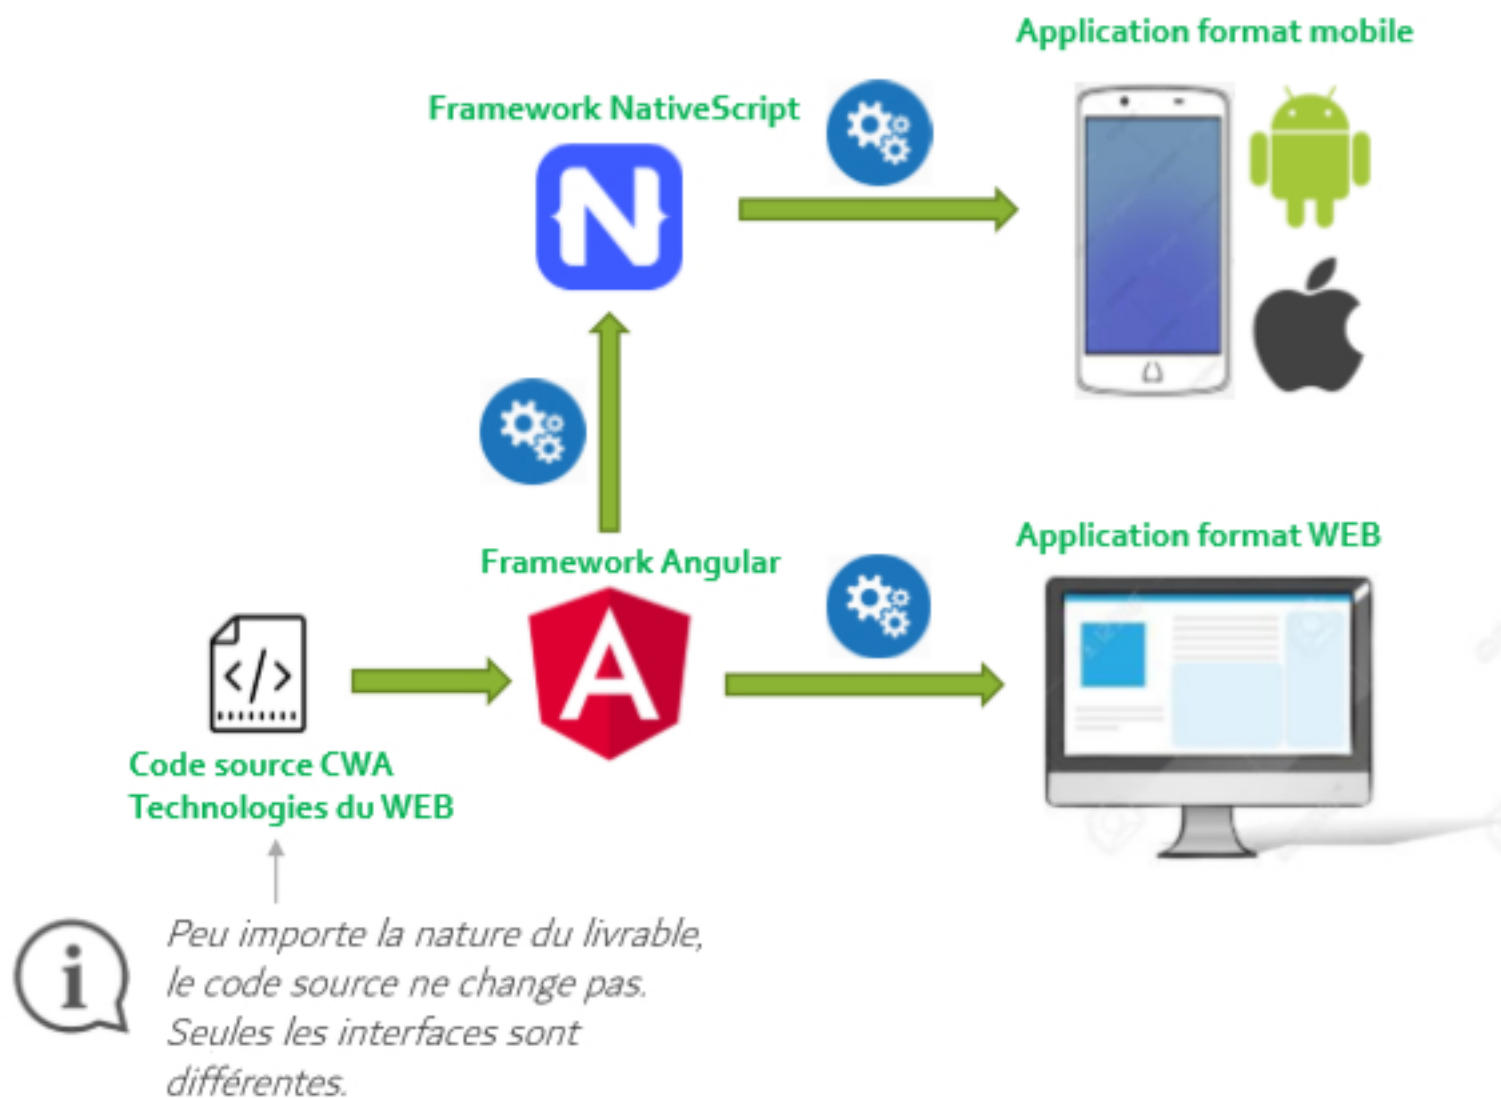 Application format mobile
Framework NativeScript
Framework Angular
Application format WEB
Code source CWA
Technologies du WEB
Peu importe la nature du livrable,
le code source ne change pas.
Seules les interfaces sont
différentes.